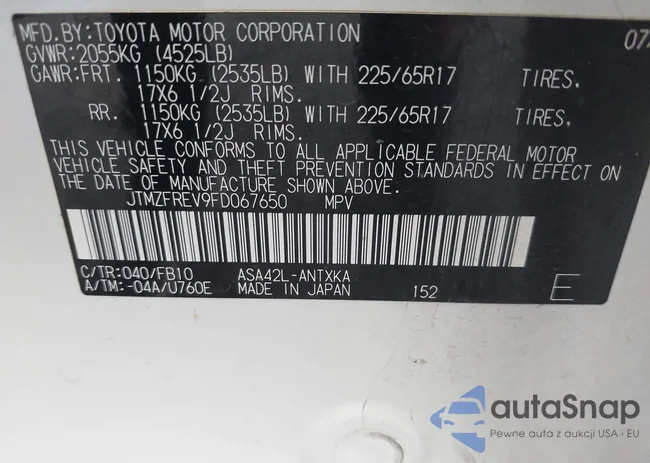 MFD.BY:TOYOTA MOTOR CORPORATION 07/
GVWR:2055KG (4525LB)
GAWR:FRT. 1150KG (2535LB) WITH 225/65R17 TIRES,
17X6 1/2J RIMS.
RR. 1150KG (2535LB) WITH 225/65R17 TIRES,
17X6 1/2J RIMS.
THIS VEHICLE CONFORMS TO ALL APPLICABLE FEDERAL MOTOR
VEHICLE SAFETY AND THEFT PREVENTION STANDARDS IN EFFECT ON
THE DATE OF MANUFACTURE SHOWN ABOVE.
JTMZFREV9FD067650 MPV
C/TR:040/FB10 ASA42L-ANTXKA
A/TM:-04A/U760E MADE IN JAPAN 152 E
autaSnap
Pewne auta z aukcji USA i EU